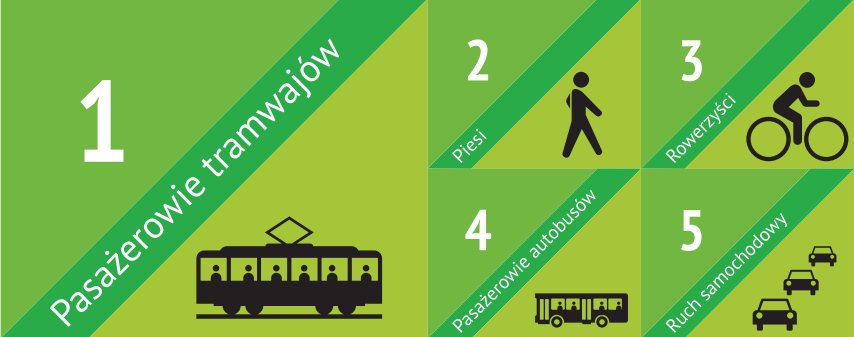 1
Pasażerowie tramwajów
2
Piesi
3
Rowerzyści
4
Pasażerowie autobusów
5
Ruch samochodowy